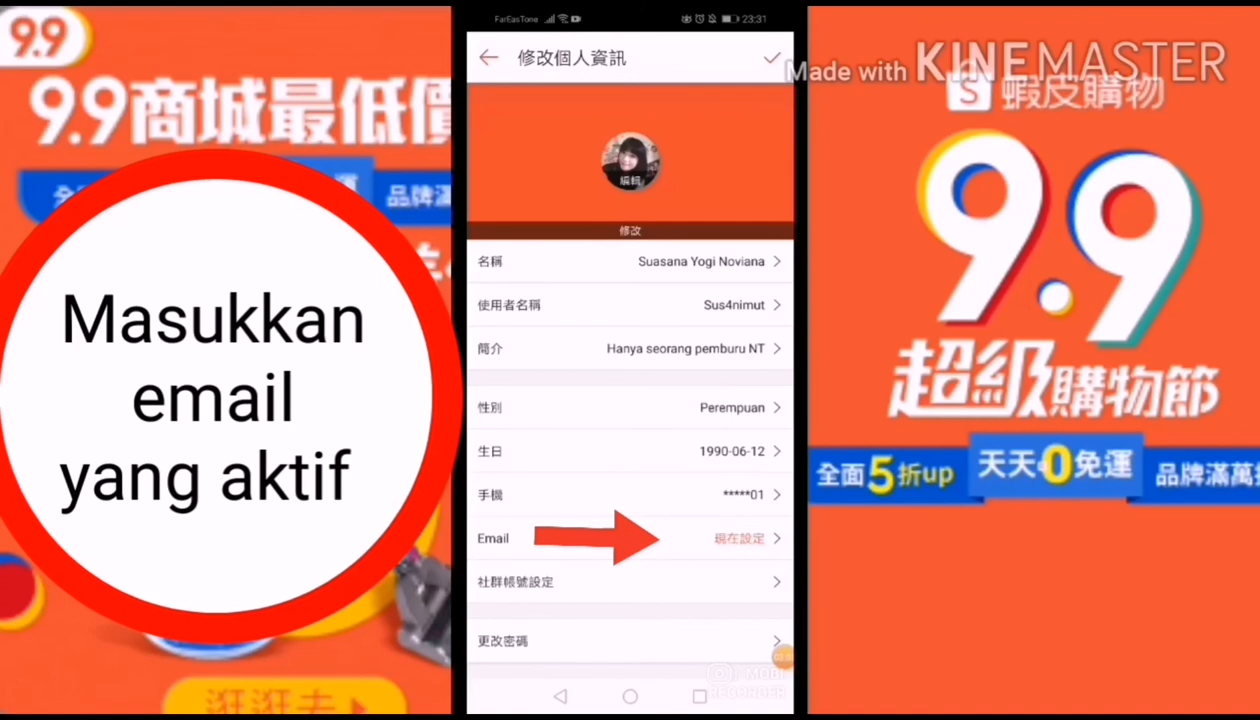 9.9
9.9商城最低價
品牌滿
Masukkan
email
yang aktif
逛逛去
FarEasTone
23:31
修改個人資訊
編輯
修改
名稱 Suasana Yogi Noviana
使用者名稱 Sus4nimut
簡介 Hanya seorang pemburu NT
性別 Perempuan
生日 1990-06-12
手機 *****01
Email 現在設定
社群帳號設定
更改密碼
MOBI
RECORDER
Made with KINEMASTER
蝦皮購物
9.9
超級購物節
全面5折up
天天0免運
品牌滿萬